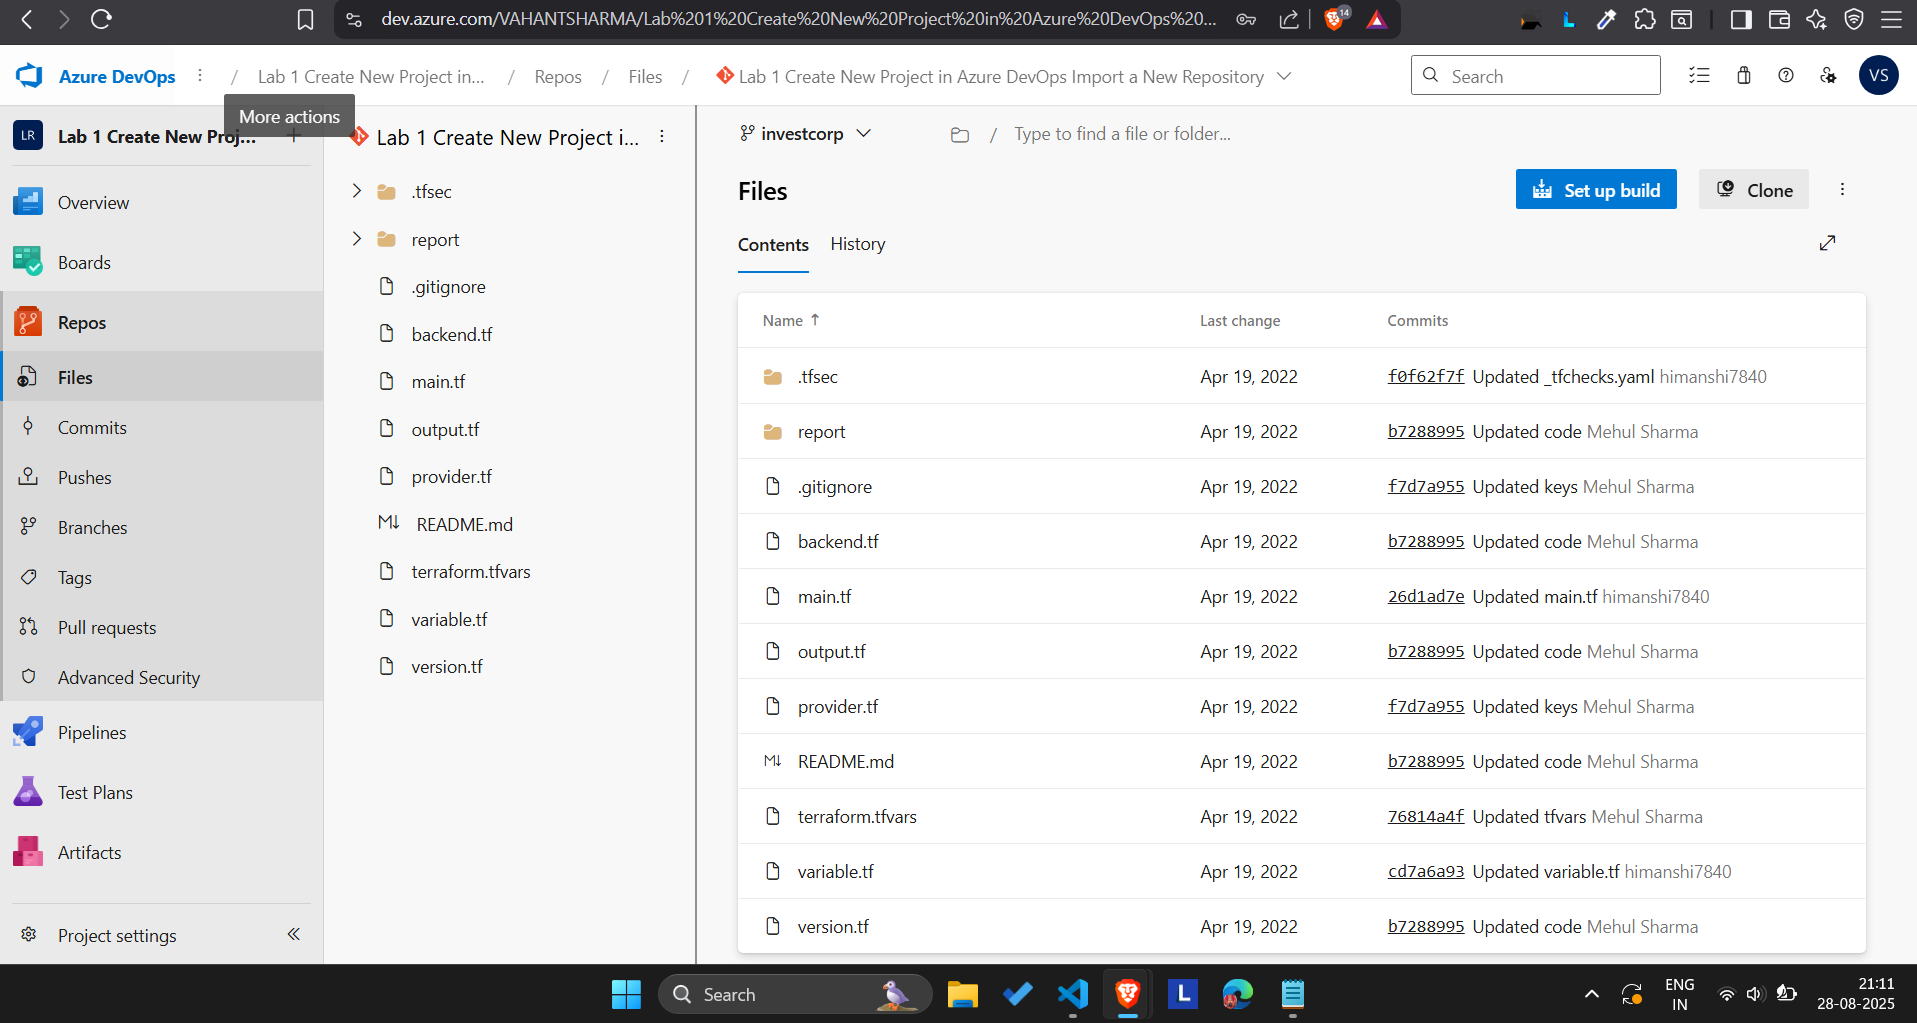 dev.azure.com/VAHANTSHARMA/Lab%201%20Create%20New%20Project%20in%20Azure%20DevOps%20...
14
L
Azure DevOps / Lab 1 Create New Project in... / Repos / Files / Lab 1 Create New Project in Azure DevOps Import a New Repository
Search
VS
More actions
LR Lab 1 Create New Proj... +
Overview
Boards
Repos
Files
Commits
Pushes
Branches
Tags
Pull requests
Advanced Security
Pipelines
Test Plans
Artifacts
Project settings
Lab 1 Create New Project i...
.tfsec
report
.gitignore
backend.tf
main.tf
output.tf
provider.tf
M↓ README.md
terraform.tfvars
variable.tf
version.tf
investcorp / Type to find a file or folder...
Files
Set up build
Clone
Contents History
Name ↑ Last change Commits
.tfsec Apr 19, 2022 f0f62f7f Updated _tfchecks.yaml himanshi7840
report Apr 19, 2022 b7288995 Updated code Mehul Sharma
.gitignore Apr 19, 2022 f7d7a955 Updated keys Mehul Sharma
backend.tf Apr 19, 2022 b7288995 Updated code Mehul Sharma
main.tf Apr 19, 2022 26d1ad7e Updated main.tf himanshi7840
output.tf Apr 19, 2022 b7288995 Updated code Mehul Sharma
provider.tf Apr 19, 2022 f7d7a955 Updated keys Mehul Sharma
M↓ README.md Apr 19, 2022 b7288995 Updated code Mehul Sharma
terraform.tfvars Apr 19, 2022 76814a4f Updated tfvars Mehul Sharma
variable.tf Apr 19, 2022 cd7a6a93 Updated variable.tf himanshi7840
version.tf Apr 19, 2022 b7288995 Updated code Mehul Sharma
Search
L
ENG
IN
21:11
28-08-2025